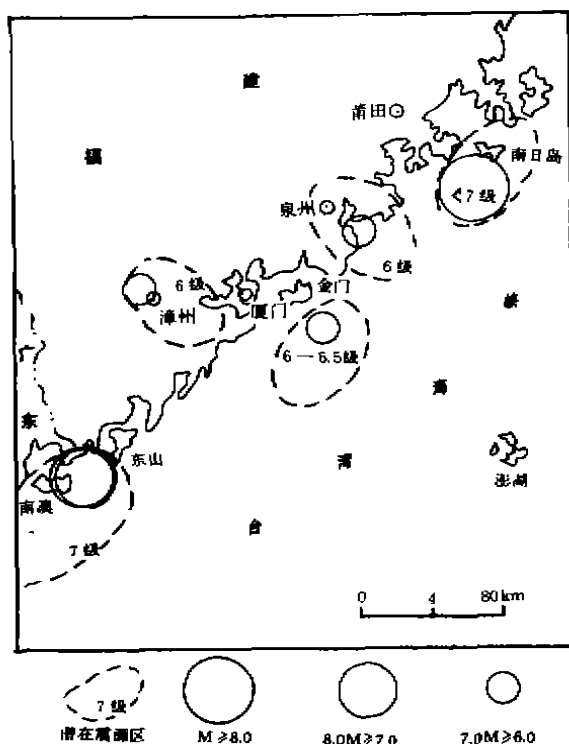 建
莆田
福
南日岛
<7级
泉州
6级
6级
金门
厦门
漳州
峡
6—6.5级
海
东
东山
湾
澎湖
南澳
台
7级
0 4 80km
7级
潜在震源区
M≥8.0
8.0M≥7.0
7.0M≥6.0